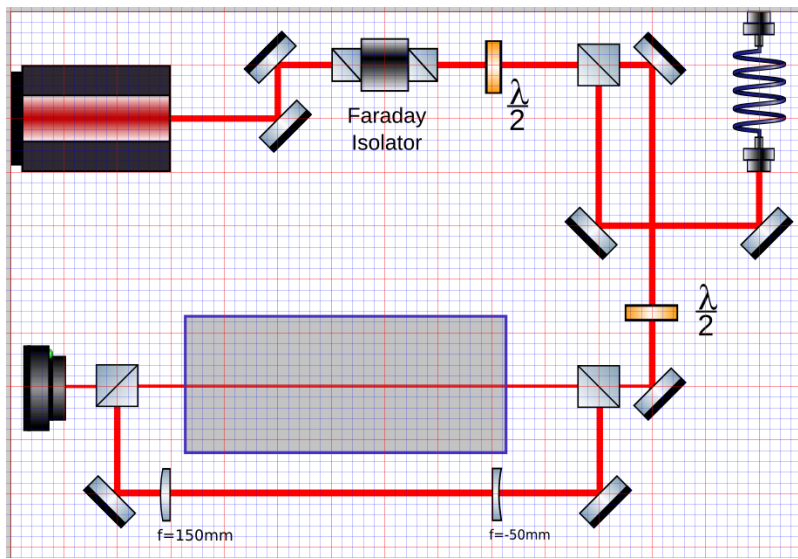 Faraday
Isolator
λ
2
λ
2
f=150mm
f=-50mm